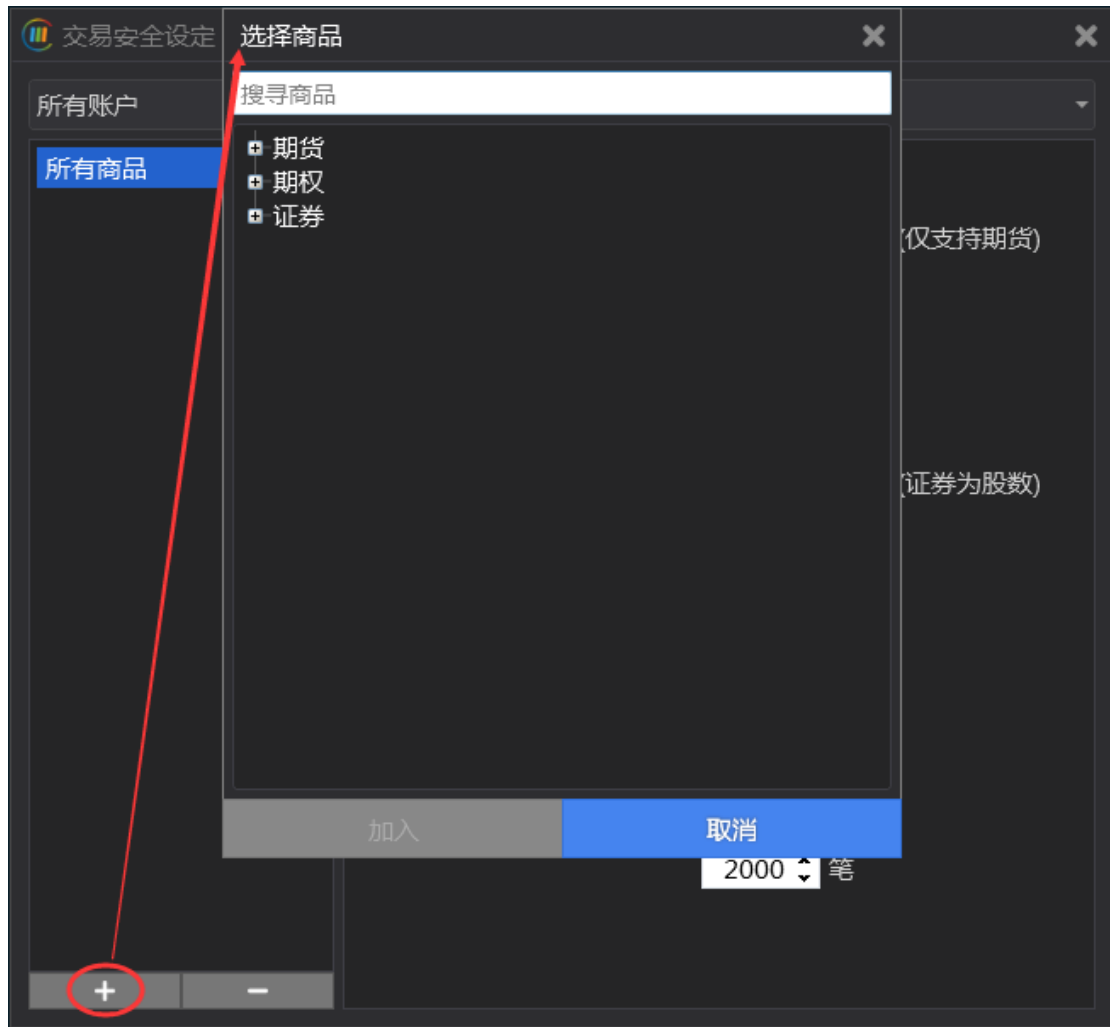 交易安全设定
选择商品
所有账户
搜寻商品
所有商品
期货
期权
证券
(仅支持期货)
(证券为股数)
加入
取消
2000 笔